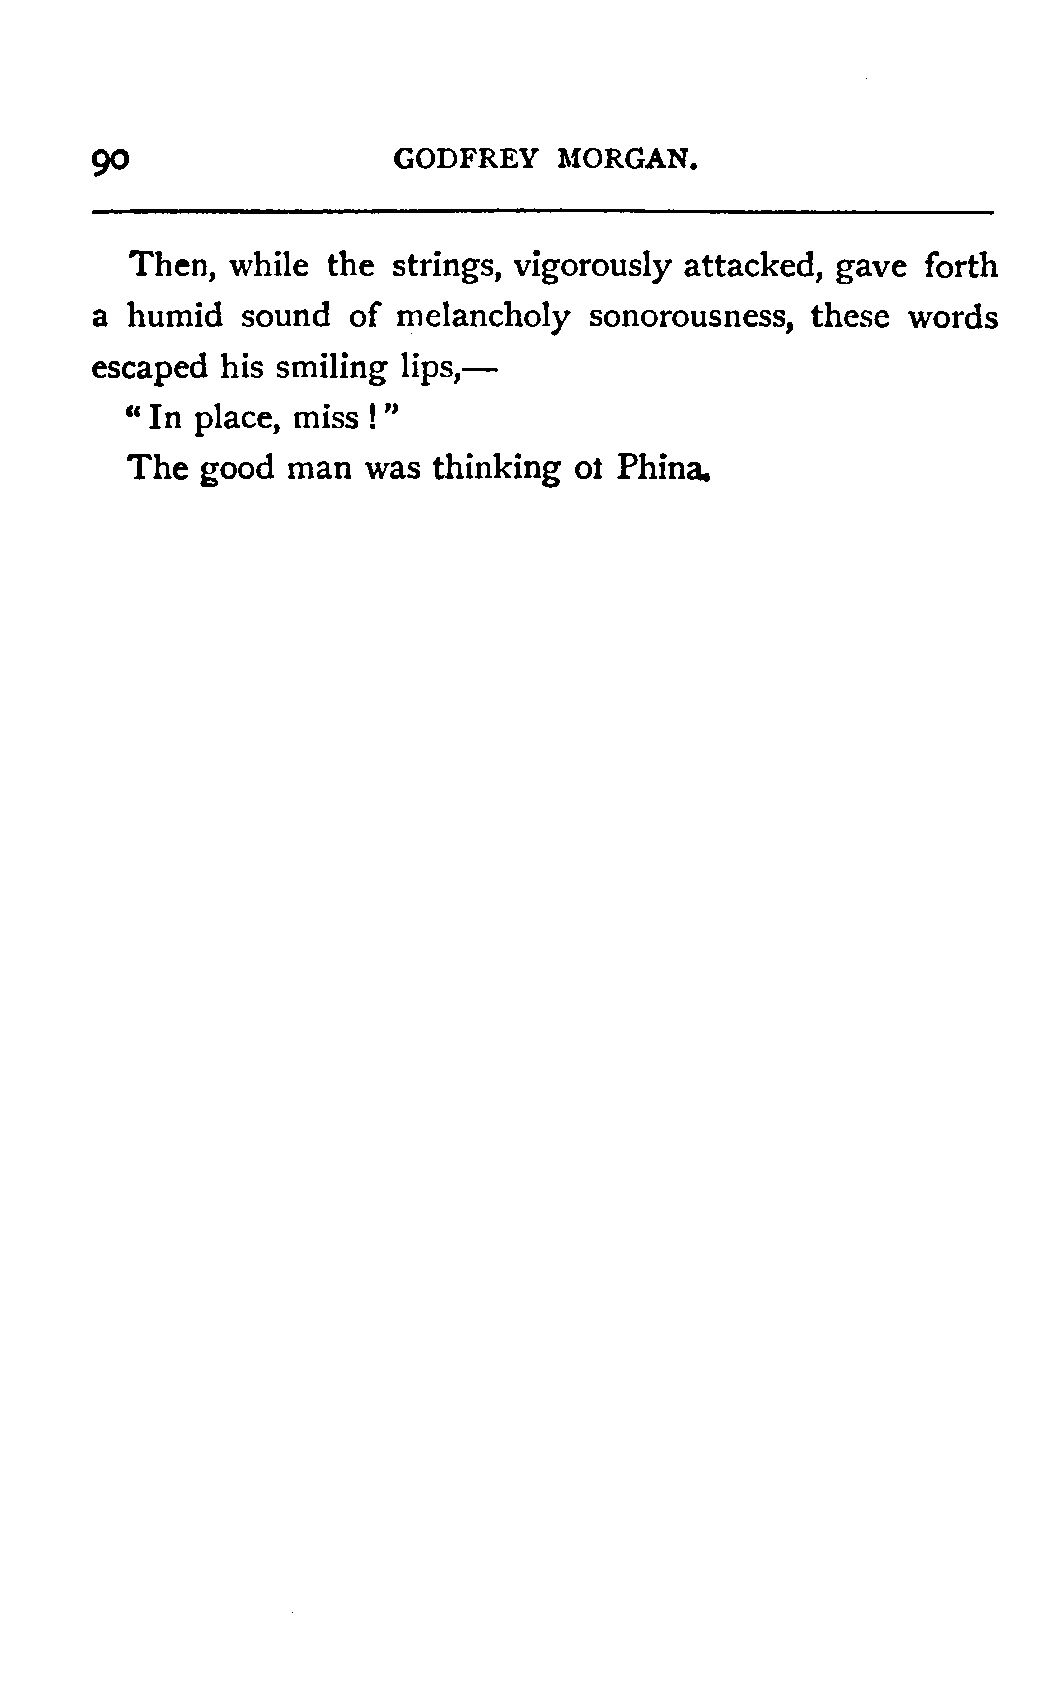 90 GODFREY MORGAN.
Then, while the strings, vigorously attacked, gave forth
a humid sound of melancholy sonorousness, these words
escaped his smiling lips,—
“ In place, miss ! ”
The good man was thinking of Phina.